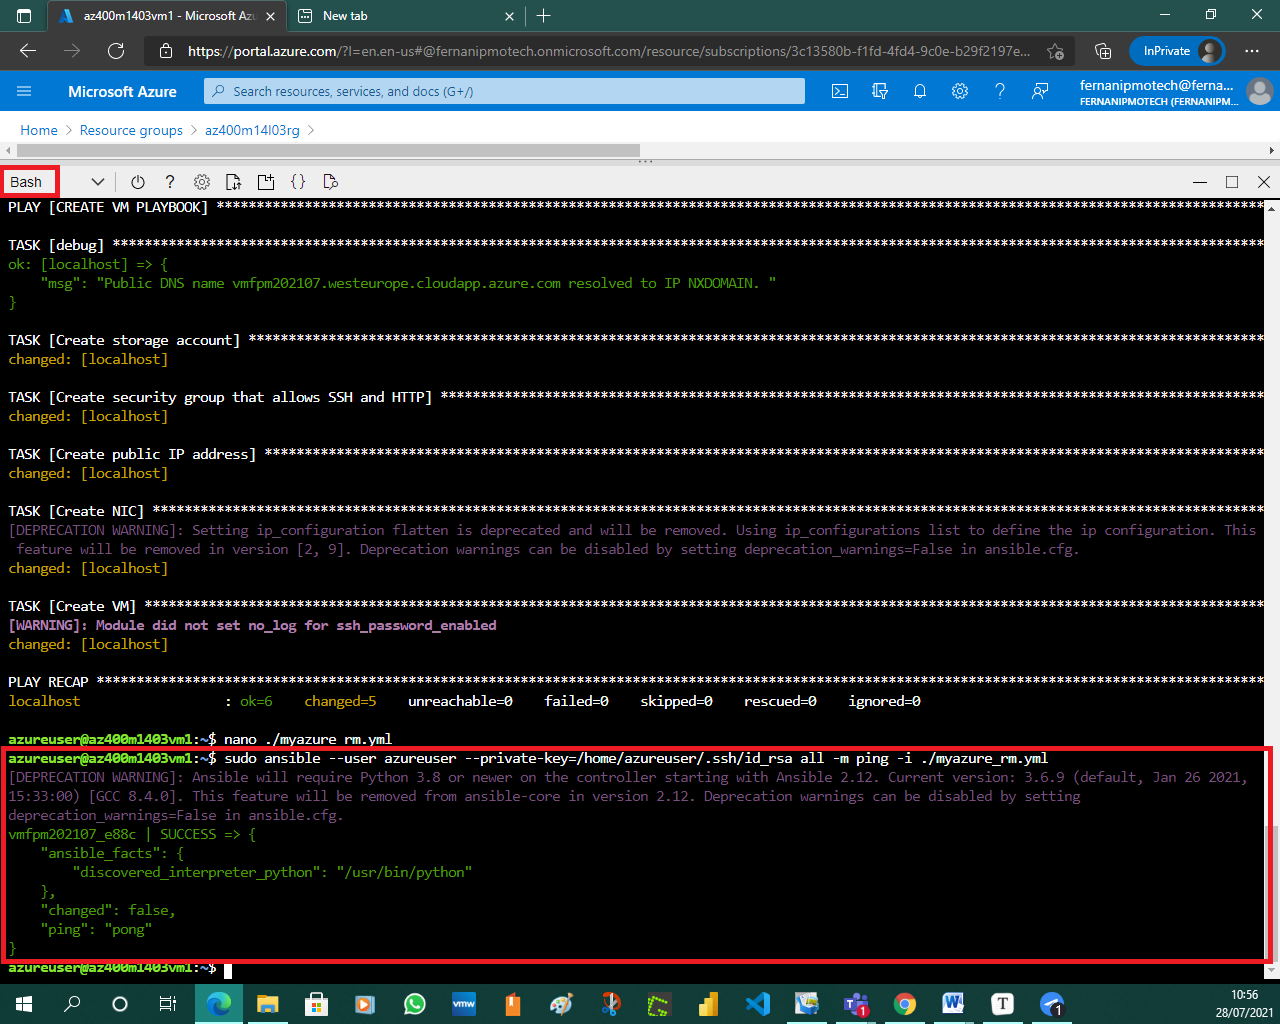 az400m1403vm1 - Microsoft Azu
New tab
https://portal.azure.com/?l=en.en-us#@fernanipmotech.onmicrosoft.com/resource/subscriptions/3c13580b-f1fd-4fd4-9c0e-b29f2197e...
InPrivate
Microsoft Azure
Search resources, services, and docs (G+/)
fernanipmotech@ferna...
FERNANIPMOTECH (FERNANIPM...
Home > Resource groups > az400m14l03rg >
Bash
PLAY [CREATE VM PLAYBOOK] ***********************************************************************************************************************************
TASK [debug] ************************************************************************************************************************************************
ok: [localhost] => {
"msg": "Public DNS name vmfpm202107.westeurope.cloudapp.azure.com resolved to IP NXDOMAIN. "
}
TASK [Create storage account] *******************************************************************************************************************************
changed: [localhost]
TASK [Create security group that allows SSH and HTTP] *******************************************************************************************************
changed: [localhost]
TASK [Create public IP address] *****************************************************************************************************************************
changed: [localhost]
TASK [Create NIC] *******************************************************************************************************************************************
[DEPRECATION WARNING]: Setting ip_configuration flatten is deprecated and will be removed. Using ip_configurations list to define the ip configuration. This
feature will be removed in version [2, 9]. Deprecation warnings can be disabled by setting deprecation_warnings=False in ansible.cfg.
changed: [localhost]
TASK [Create VM] ********************************************************************************************************************************************
[WARNING]: Module did not set no_log for ssh_password_enabled
changed: [localhost]
PLAY RECAP **************************************************************************************************************************************************
localhost : ok=6 changed=5 unreachable=0 failed=0 skipped=0 rescued=0 ignored=0
azureuser@az400m1403vm1:~$ nano ./myazure_rm.yml
azureuser@az400m1403vm1:~$ sudo ansible --user azureuser --private-key=/home/azureuser/.ssh/id_rsa all -m ping -i ./myazure_rm.yml
[DEPRECATION WARNING]: Ansible will require Python 3.8 or newer on the controller starting with Ansible 2.12. Current version: 3.6.9 (default, Jan 26 2021,
15:33:00) [GCC 8.4.0]. This feature will be removed from ansible-core in version 2.12. Deprecation warnings can be disabled by setting
deprecation_warnings=False in ansible.cfg.
vmfpm202107_e88c | SUCCESS => {
"ansible_facts": {
"discovered_interpreter_python": "/usr/bin/python"
},
"changed": false,
"ping": "pong"
}
azureuser@az400m1403vm1:~$
vmw
T
1
10:56
28/07/2021